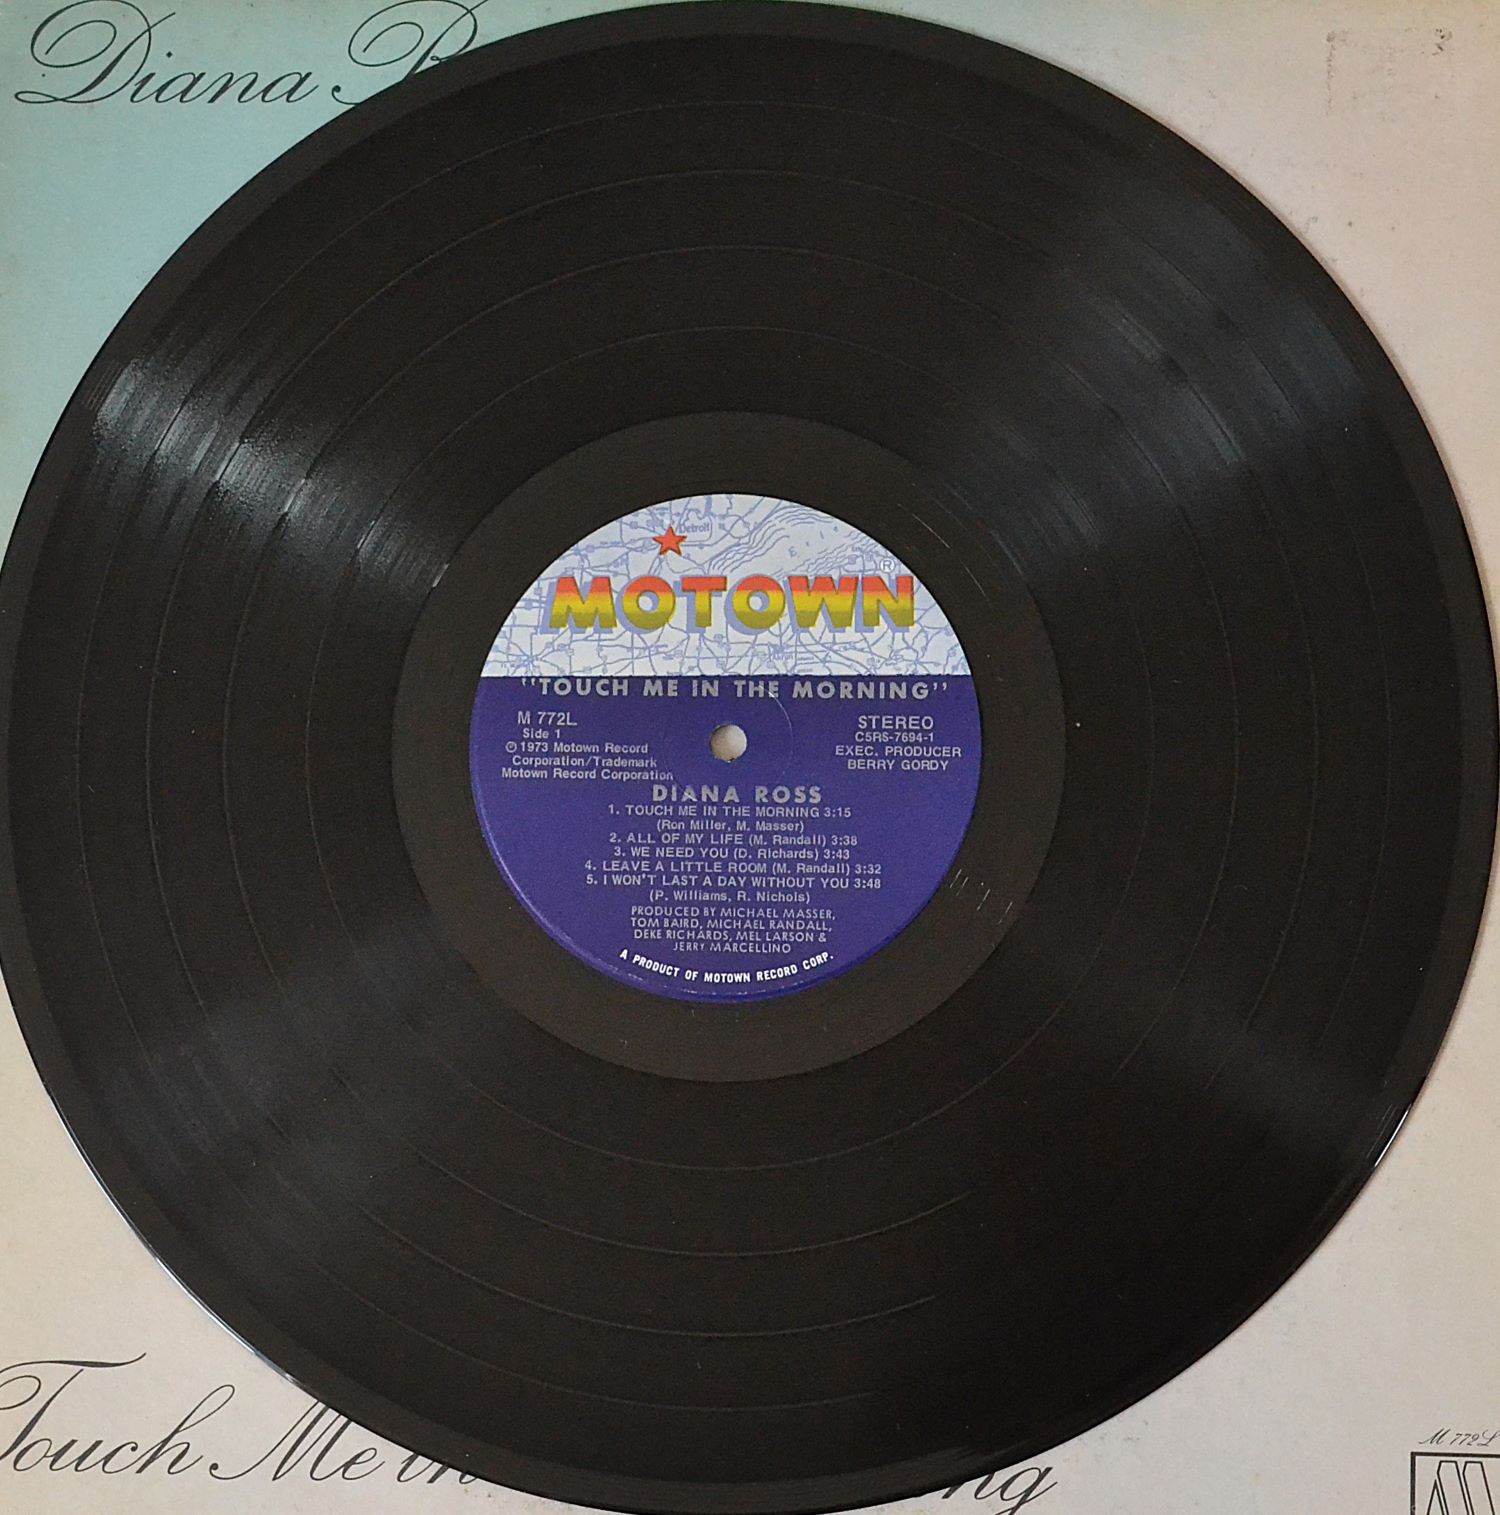 Diana
Detroit
MOTOWN ®
Akron
"TOUCH ME IN THE MORNING"
M 772L
Side 1
℗ 1973 Motown Record
Corporation/Trademark
Motown Record Corporation
STEREO
C5RS-7694-1
EXEC. PRODUCER
BERRY GORDY
DIANA ROSS
1. TOUCH ME IN THE MORNING 3:15
(Ron Miller, M. Masser)
2. ALL OF MY LIFE (M. Randall) 3:38
3. WE NEED YOU (D. Richards) 3:43
4. LEAVE A LITTLE ROOM (M. Randall) 3:32
5. I WON'T LAST A DAY WITHOUT YOU 3:48
(P. Williams, R. Nichols)
PRODUCED BY MICHAEL MASSER,
TOM BAIRD, MICHAEL RANDALL,
DEKE RICHARDS, MEL LARSON &
JERRY MARCELLINO
A PRODUCT OF MOTOWN RECORD CORP.
Touch Me in ng
M 772L
M